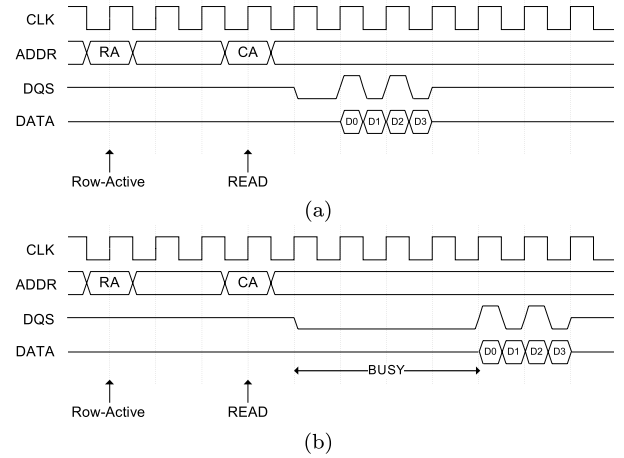 CLK
ADDR RA CA
DQS
DATA D0 D1 D2 D3
Row-Active READ
(a)
CLK
ADDR RA CA
DQS
DATA D0 D1 D2 D3
BUSY
Row-Active READ
(b)